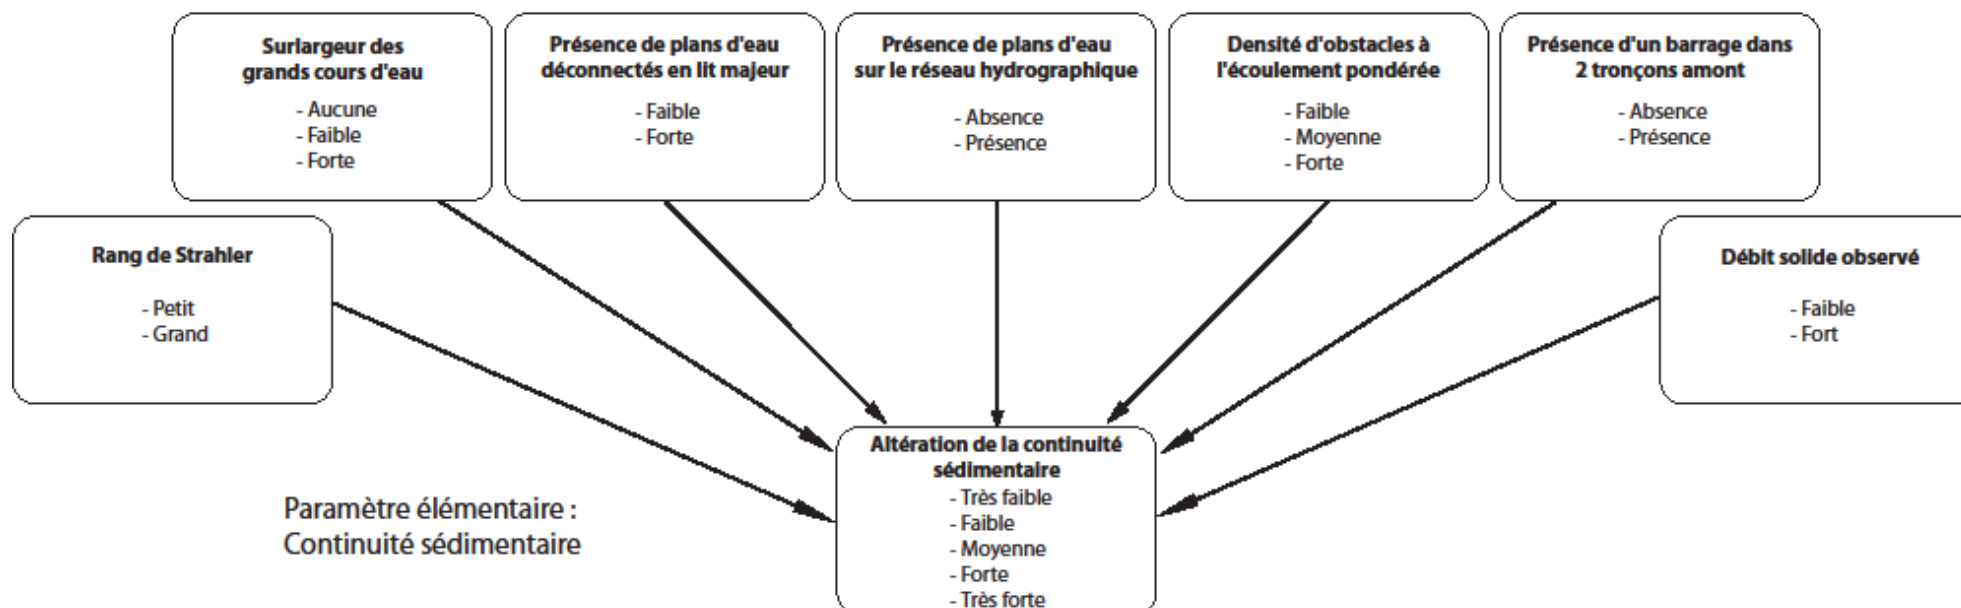 Surlargeur des
grands cours d'eau
- Aucune
- Faible
- Forte
Présence de plans d'eau
déconnectés en lit majeur
- Faible
- Forte
Présence de plans d'eau
sur le réseau hydrographique
- Absence
- Présence
Densité d'obstacles à
l'écoulement pondérée
- Faible
- Moyenne
- Forte
Présence d'un barrage dans
2 tronçons amont
- Absence
- Présence
Rang de Strahler
- Petit
- Grand
Débit solide observé
- Faible
- Fort
Altération de la continuité
sédimentaire
- Très faible
- Faible
- Moyenne
- Forte
- Très forte
Paramètre élémentaire :
Continuité sédimentaire